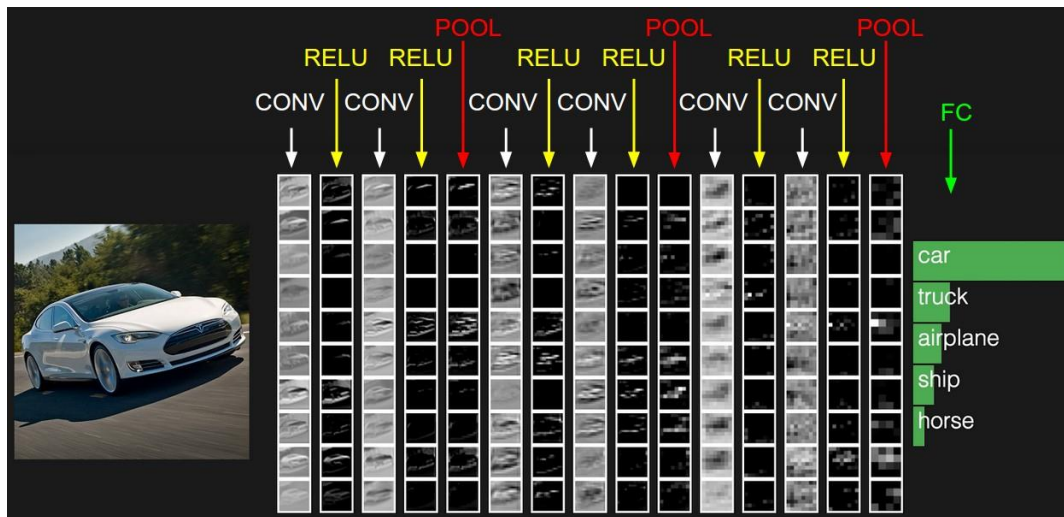 POOL POOL POOL
RELU RELU RELU RELU RELU RELU
CONV CONV CONV CONV CONV CONV
FC
car
truck
airplane
ship
horse